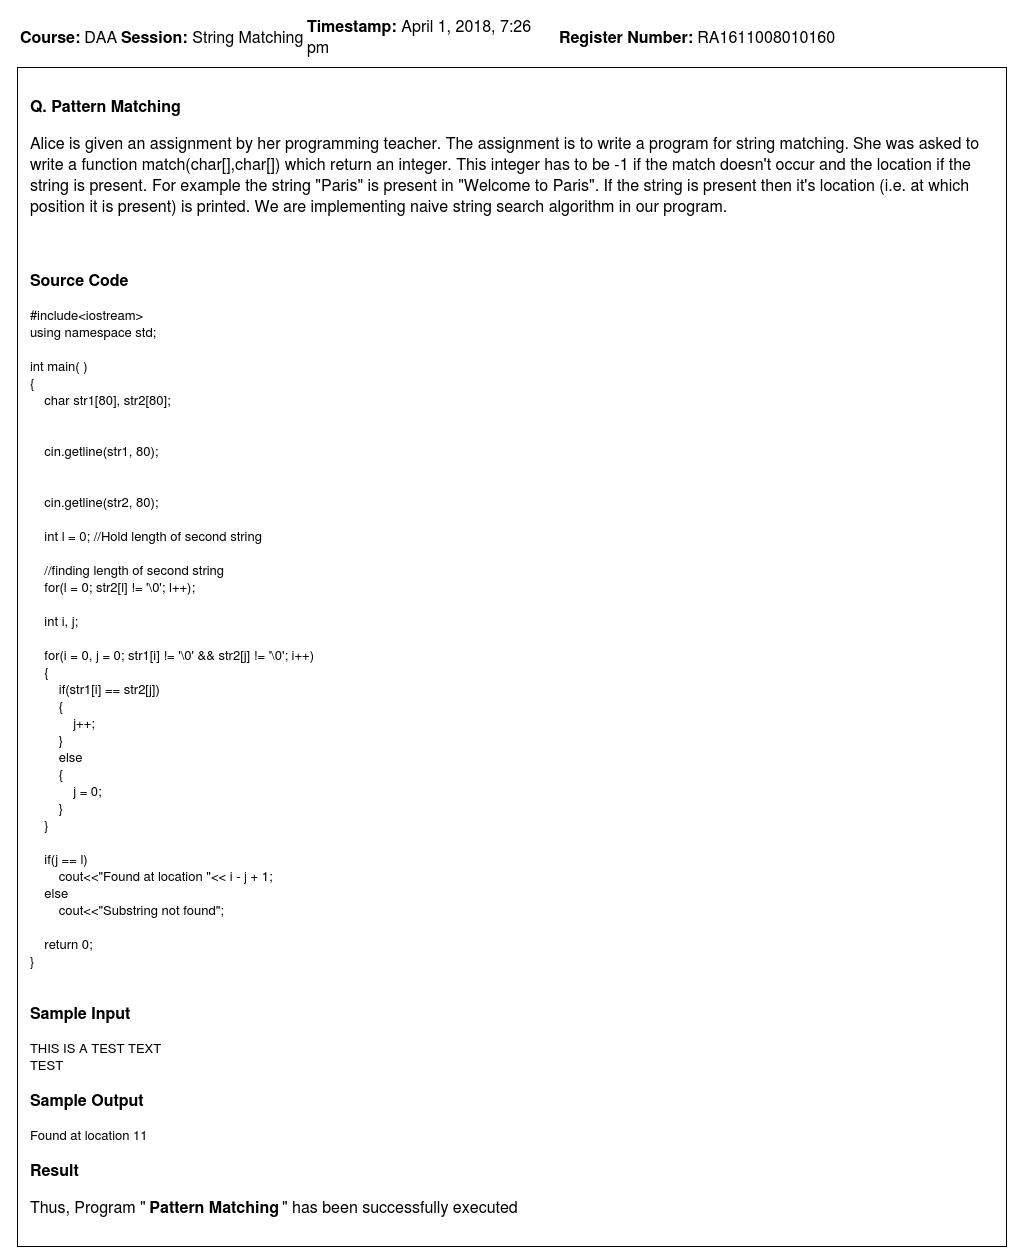 Course: DAA Session: String Matching Timestamp: April 1, 2018, 7:26 pm Register Number: RA1611008010160
Q. Pattern Matching
Alice is given an assignment by her programming teacher. The assignment is to write a program for string matching. She was asked to
write a function match(char[],char[]) which return an integer. This integer has to be -1 if the match doesn't occur and the location if the
string is present. For example the string "Paris" is present in "Welcome to Paris". If the string is present then it's location (i.e. at which
position it is present) is printed. We are implementing naive string search algorithm in our program.
Source Code
#include<iostream>
using namespace std;
int main( )
{
char str1[80], str2[80];
cin.getline(str1, 80);
cin.getline(str2, 80);
int l = 0; //Hold length of second string
//finding length of second string
for(l = 0; str2[l] != '\0'; l++);
int i, j;
for(i = 0, j = 0; str1[i] != '\0' && str2[j] != '\0'; i++)
{
if(str1[i] == str2[j])
{
j++;
}
else
{
j = 0;
}
}
if(j == l)
cout<<"Found at location "<< i - j + 1;
else
cout<<"Substring not found";
return 0;
}
Sample Input
THIS IS A TEST TEXT
TEST
Sample Output
Found at location 11
Result
Thus, Program " Pattern Matching " has been successfully executed